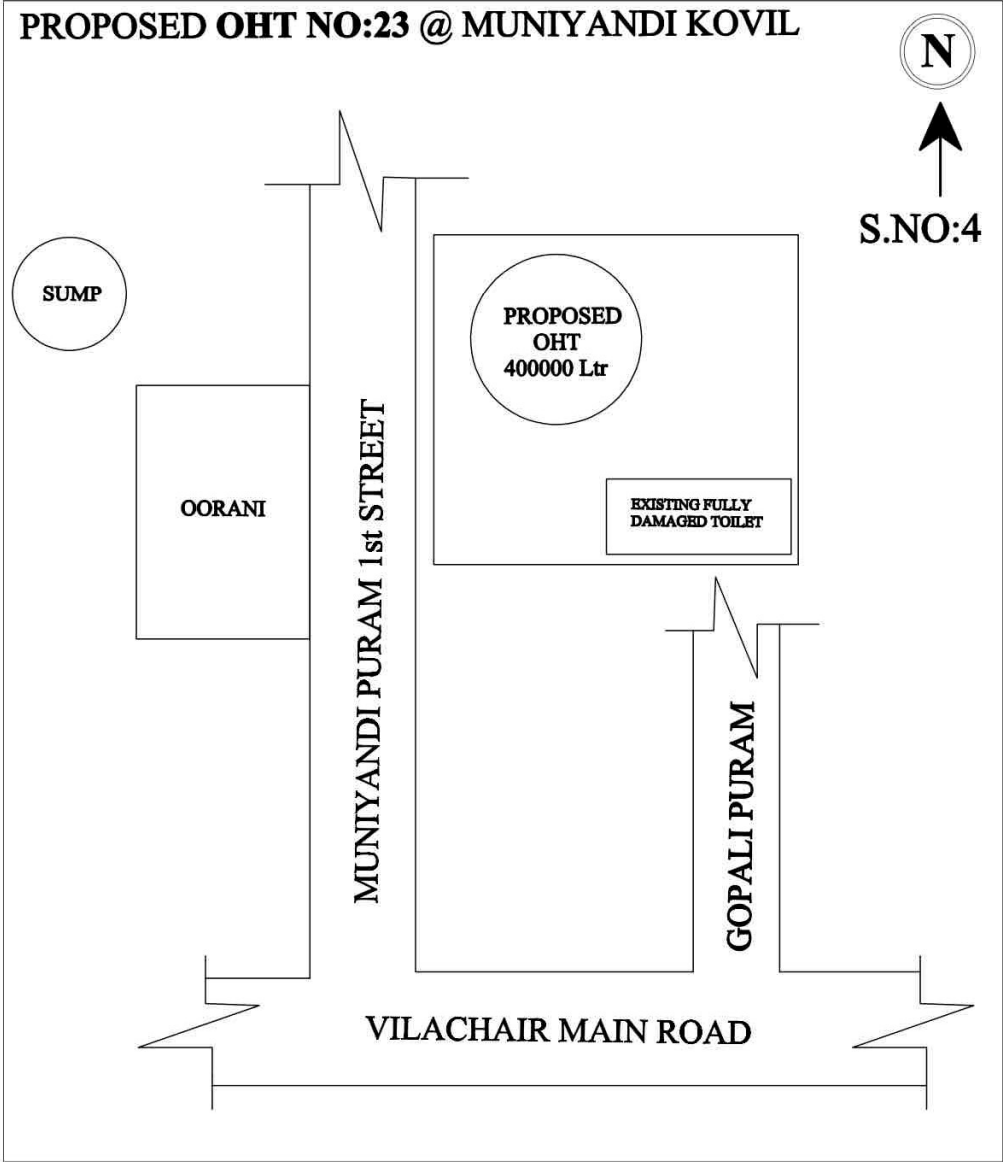 PROPOSED OHT NO:23 @ MUNIYANDI KOVIL
N
S.NO:4
SUMP
PROPOSED
OHT
400000 Ltr
OORANI
EXISTING FULLY
DAMAGED TOILET
MUNIYANDI PURAM 1st STREET
GOPALI PURAM
VILACHAIR MAIN ROAD